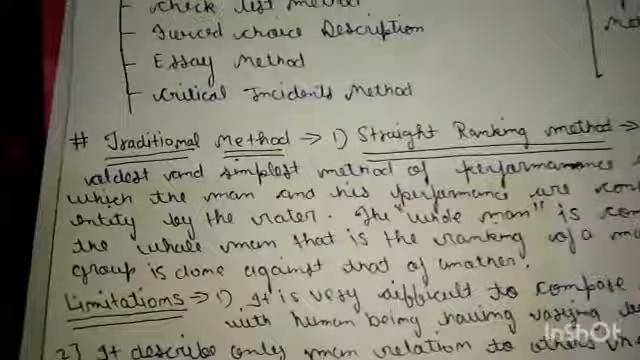 check list method
Forced choice Description
Essay Method
Critical Incidents Method
# Traditional Method → 1) Straight Ranking method →
oldest and simplest method of performance
which the man and his performance are
entity by the rater. The "whole man" is
the whole man that is the ranking of a
group is done against that of another.
Limitations → 1) It is very difficult to compose
with human being having varying
2) It describe only man relation to others
InShOt